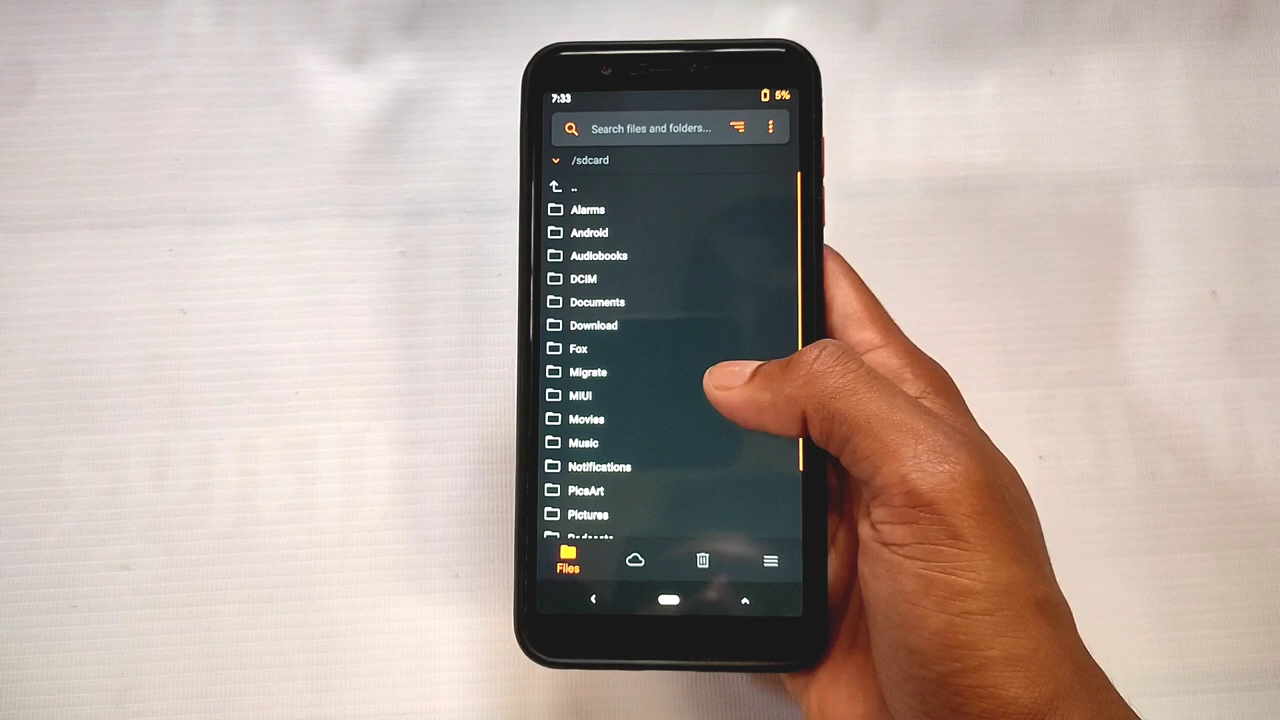 7:33 5%
Search files and folders...
/sdcard
..
Alarms
Android
Audiobooks
DCIM
Documents
Download
Fox
Migrate
MIUI
Movies
Music
Notifications
PicsArt
Pictures
Podcasts
Files